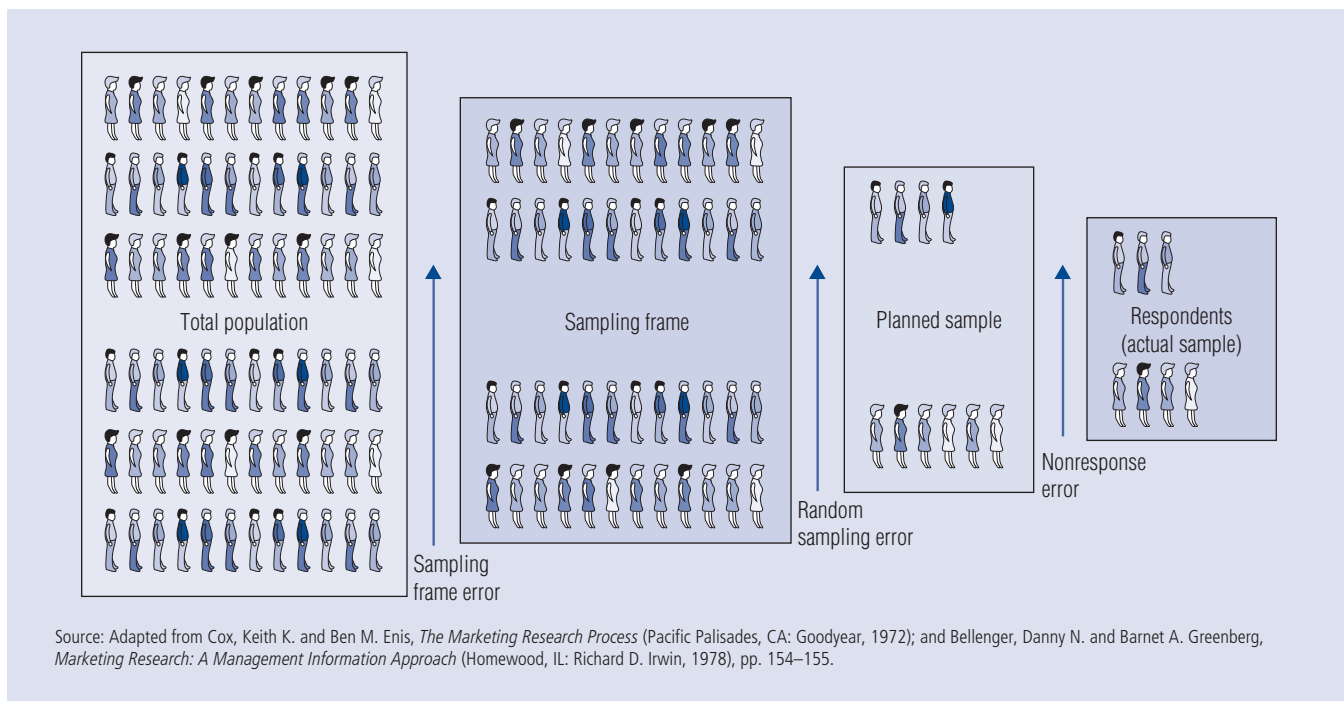 Total population
Sampling frame
Planned sample
Respondents
(actual sample)
Sampling
frame error
Random
sampling error
Nonresponse
error
Source: Adapted from Cox, Keith K. and Ben M. Enis, The Marketing Research Process (Pacific Palisades, CA: Goodyear, 1972); and Bellenger, Danny N. and Barnet A. Greenberg,
Marketing Research: A Management Information Approach (Homewood, IL: Richard D. Irwin, 1978), pp. 154–155.